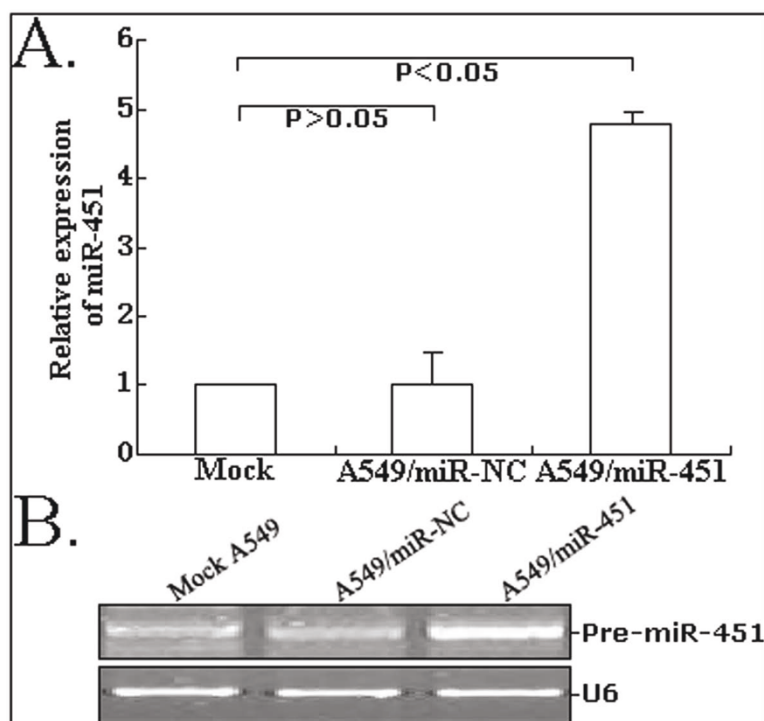 A.
6
5
4
3
2
1
0
Relative expression
of miR-451
P<0.05
P>0.05
Mock
A549/miR-NC
A549/miR-451
B.
Mock A549
A549/miR-NC
A549/miR-451
Pre-miR-451
U6